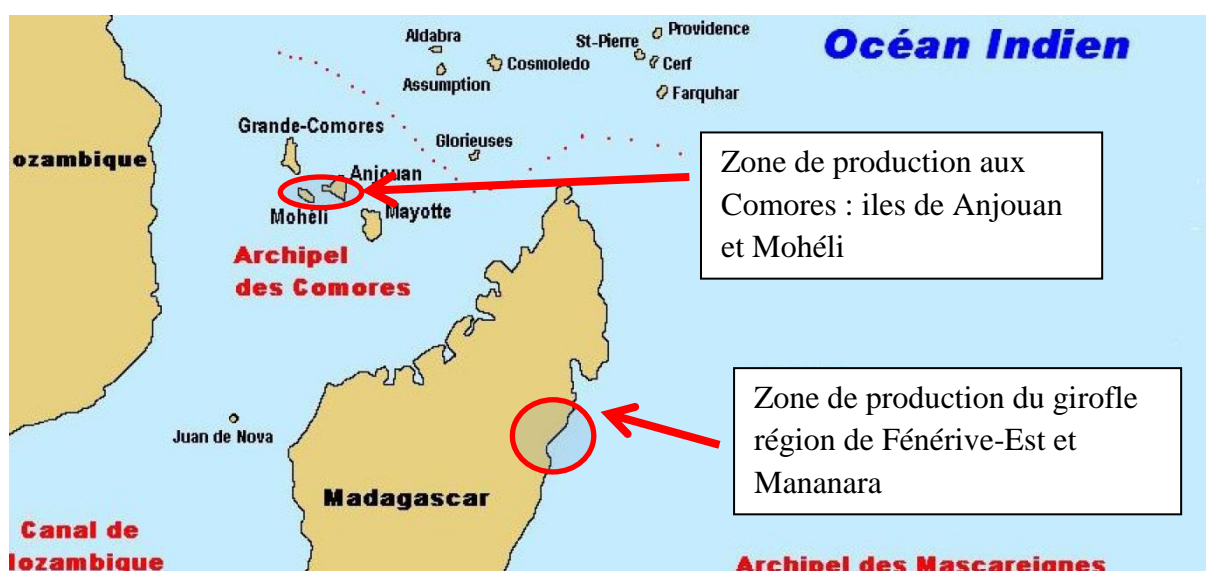 Océan Indien
Aldabra
Assumption
Cosmoledo
St-Pierre
Providence
Cerf
Farquhar
Grande-Comores
Glorieuses
ozambique
Anjouan
Mohéli
Mayotte
Archipel
des Comores
Zone de production aux
Comores : iles de Anjouan
et Mohéli
Zone de production du girofle
région de Fénérive-Est et
Mananara
Juan de Nova
Madagascar
Canal de
lozambique
Archipel des Mascareignes